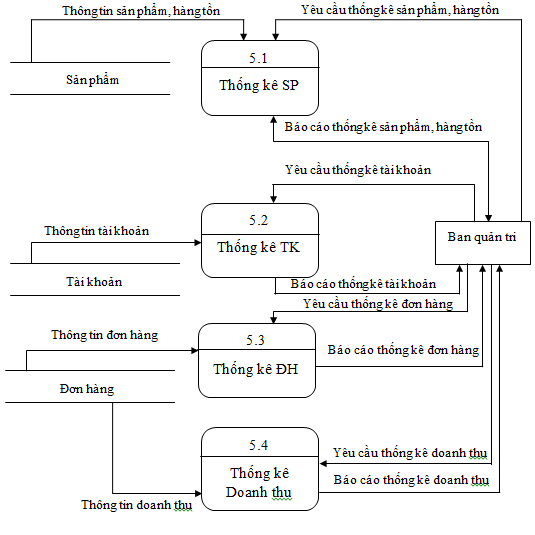 Thông tin sản phẩm, hàng tồn
Yêu cầu thống kê sản phẩm, hàng tồn
5.1
Thống kê SP
Sản phẩm
Báo cáo thống kê sản phẩm, hàng tồn
Yêu cầu thống kê tài khoản
5.2
Thống kê TK
Thông tin tài khoản
Ban quản trị
Tài khoản
Báo cáo thống kê tài khoản
Yêu cầu thống kê đơn hàng
Thông tin đơn hàng
5.3
Thống kê ĐH
Báo cáo thống kê đơn hàng
Đơn hàng
5.4
Thống kê
Doanh thu
Yêu cầu thống kê doanh thu
Báo cáo thống kê doanh thu
Thông tin doanh thu